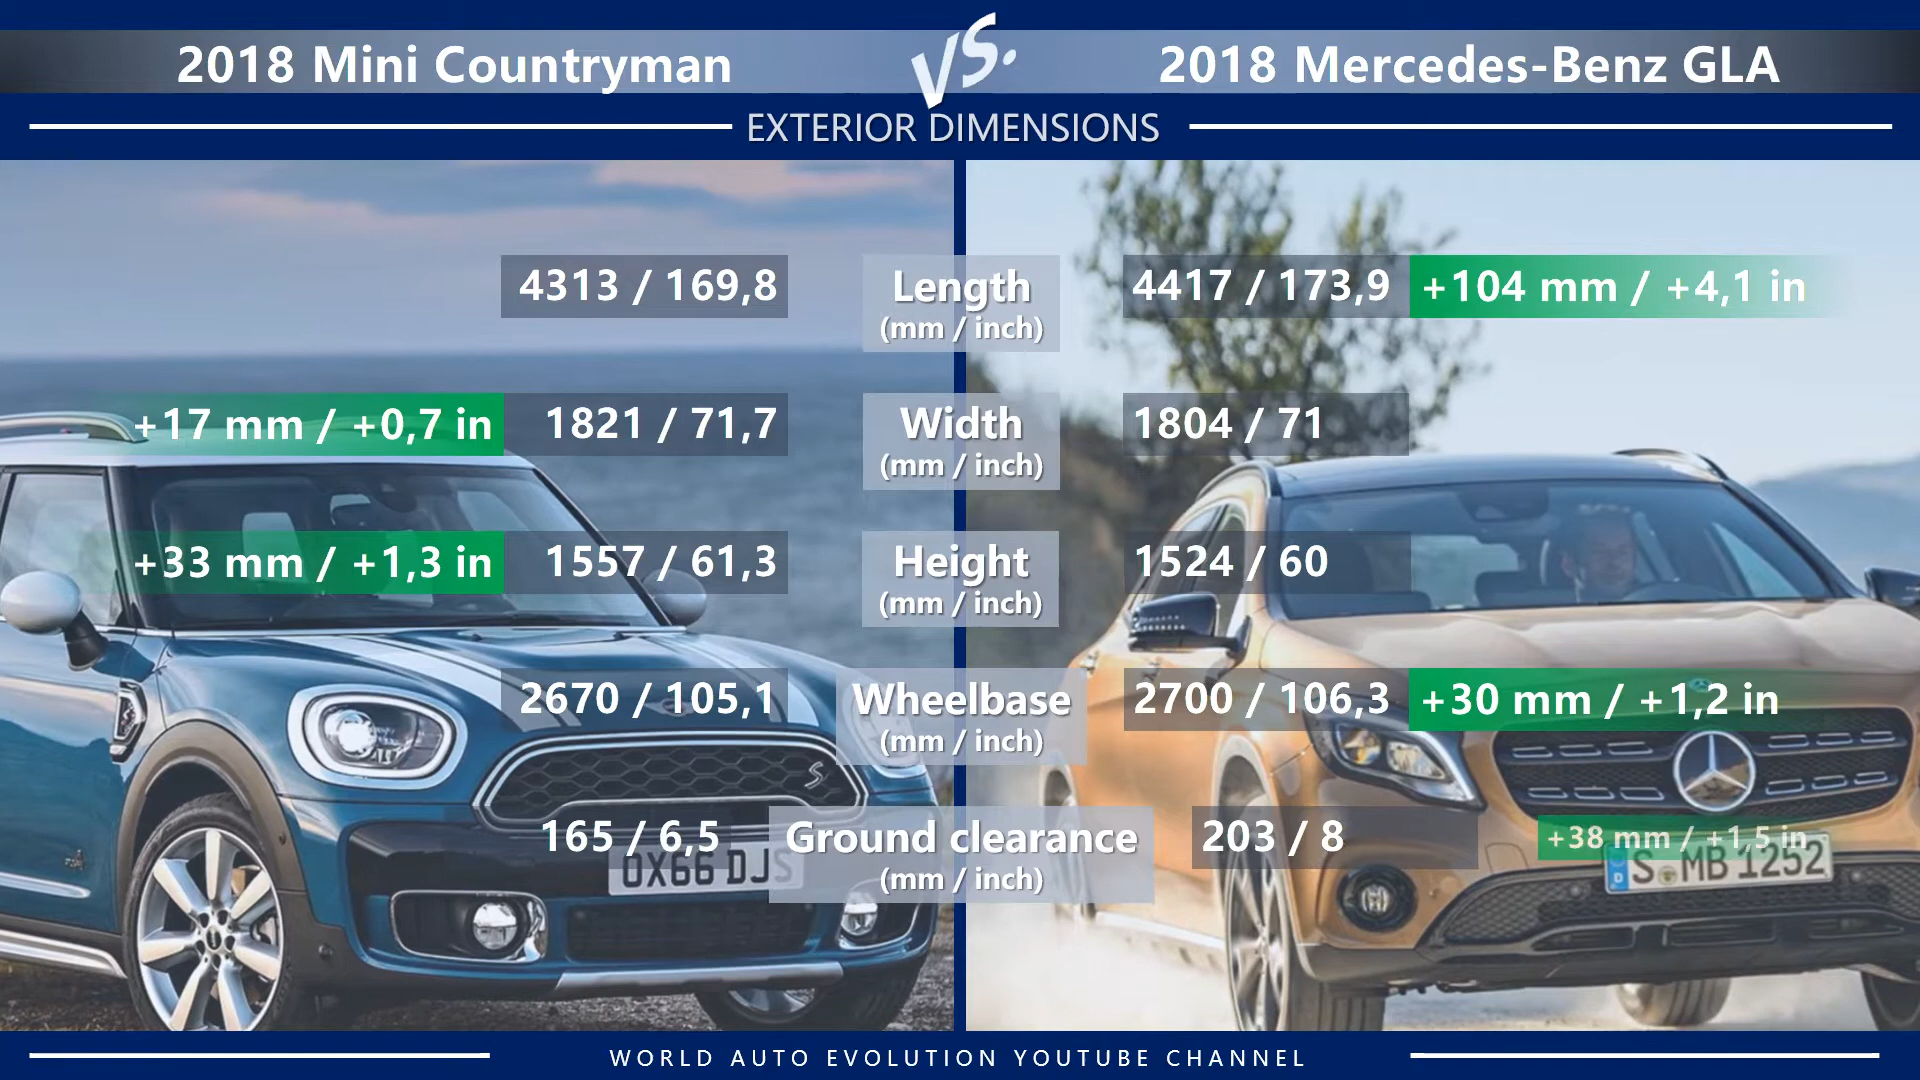 2018 Mini Countryman VS. 2018 Mercedes-Benz GLA
EXTERIOR DIMENSIONS
4313 / 169,8 Length 4417 / 173,9 +104 mm / +4,1 in
(mm / inch)
+17 mm / +0,7 in 1821 / 71,7 Width 1804 / 71
(mm / inch)
+33 mm / +1,3 in 1557 / 61,3 Height 1524 / 60
(mm / inch)
2670 / 105,1 Wheelbase 2700 / 106,3 +30 mm / +1,2 in
(mm / inch)
S
165 / 6,5 Ground clearance 203 / 8 +38 mm / +1,5 in
(mm / inch)
OX66 DJS
S MB 1252
WORLD AUTO EVOLUTION YOUTUBE CHANNEL